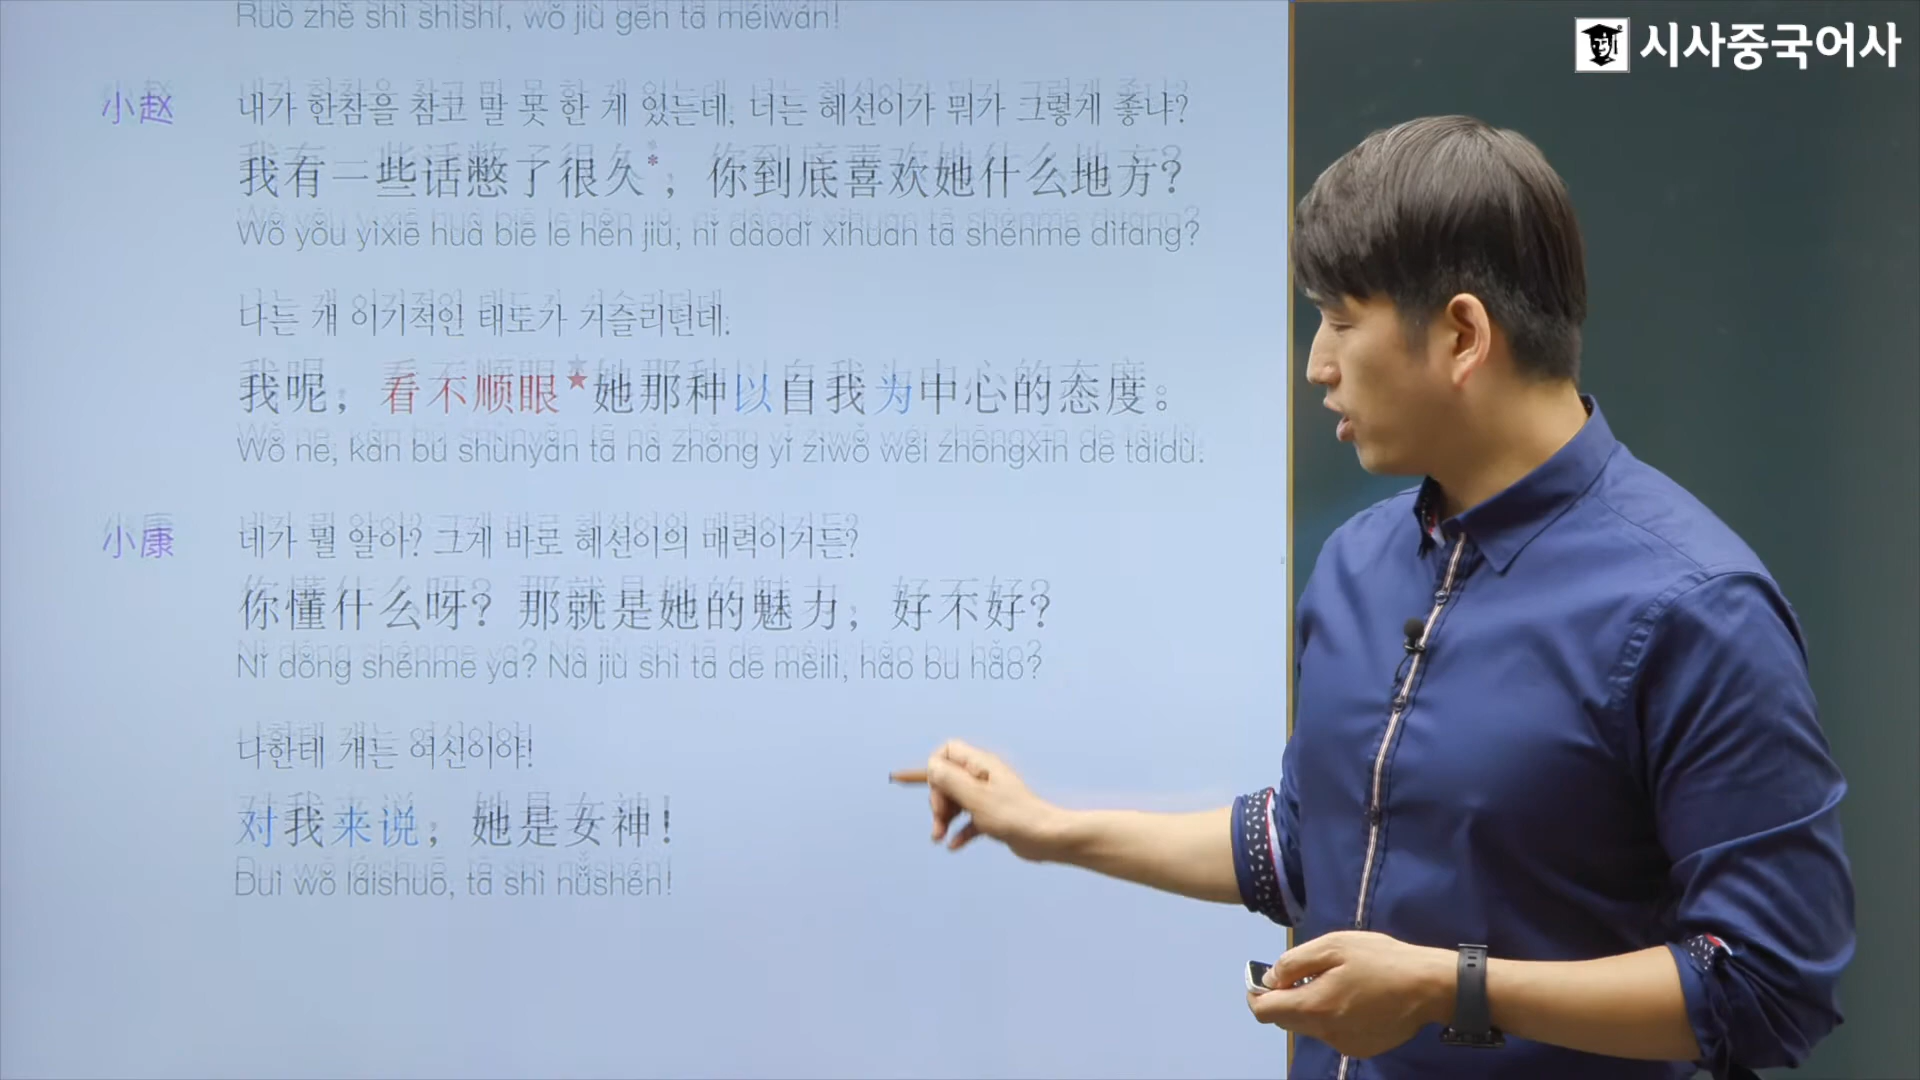 Ruò zhè shì shìshí, wǒ jiù gēn tā méiwán!
시사중국어사
小赵 내가 한참을 참고 말 못 한 게 있는데, 너는 혜선이가 뭐가 그렇게 좋냐?
我有一些话憋了很久*，你到底喜欢她什么地方？
Wǒ yǒu yìxiē huà biē le hěn jiǔ, nǐ dàodǐ xǐhuan tā shénme dìfang?
나는 걔 이기적인 태도가 거슬리던데.
我呢，看不顺眼★她那种以自我为中心的态度。
Wǒ ne, kàn bú shùnyǎn tā nà zhǒng yǐ zìwǒ wéi zhōngxīn de tàidù.
小康 네가 뭘 알아? 그게 바로 혜선이의 매력이거든?
你懂什么呀？那就是她的魅力，好不好？
Nǐ dǒng shénme ya? Nà jiù shì tā de mèilì, hǎo bu hǎo?
나한테 걔는 여신이야!
对我来说，她是女神！
Duì wǒ láishuō, tā shì nǚshén!